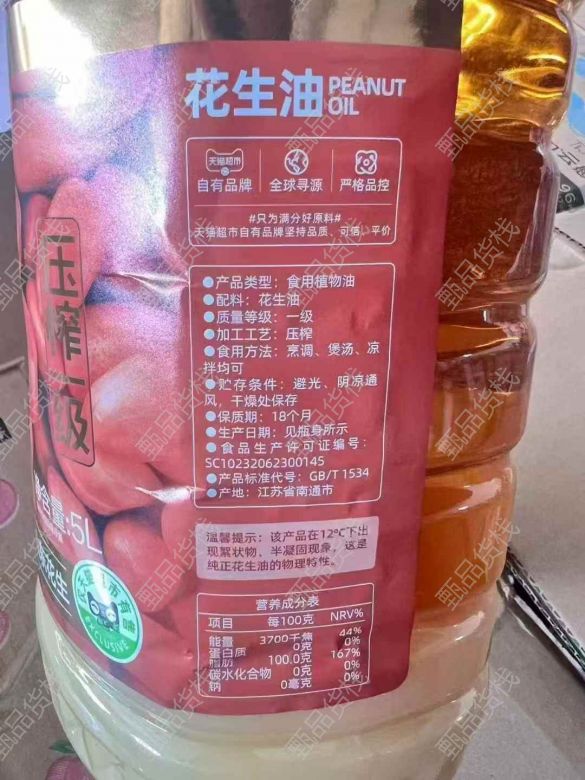 花生油 PEANUT OIL
天猫超市
自有品牌 全球寻源 严格品控
#只为满分好原料#
天猫超市自有品牌坚持品质、可信、平价
●产品类型：食用植物油
●配料：花生油
●质量等级：一级
●加工工艺：压榨
●食用方法：烹调、煲汤、凉
拌均可
●贮存条件：避光、阴凉通
风，干燥处保存
●保质期：18个月
●生产日期：见瓶身所示
●食品生产许可证编号：
SC10232062300145
●产品标准代号：GB/T 1534
●产地：江苏省南通市
温馨提示：该产品在12℃下出
现絮状物、半凝固现象，这是
纯正花生油的物理特性。
营养成分表
项目 每100克 NRV%
能量 3700千焦 44%
蛋白质 0克 0%
脂肪 100.0克 167%
碳水化合物 0克 0%
钠 0毫克 0%
压榨一级
净含量:5L
花生
EXCLUSIVE
甄品货栈